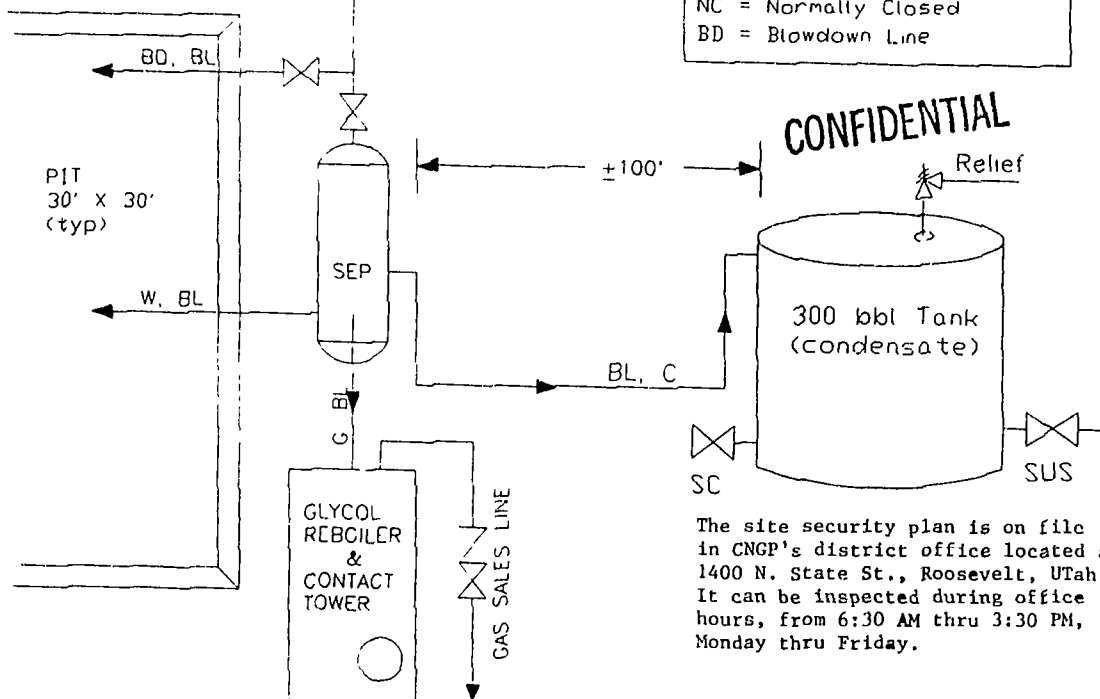 NC = Normally Closed
BD = Blowdown Line
CONFIDENTIAL
BD, BL
±100'
Relief
PIT
30' X 30'
(typ)
SEP
W, BL
300 bbl Tank
(condensate)
BL, C
G BL
SC
SUS
GLYCOL
REBOILER
&
CONTACT
TOWER
GAS SALES LINE
The site security plan is on file
in CNGP's district office located
1400 N. State St., Roosevelt, UTah
It can be inspected during office
hours, from 6:30 AM thru 3:30 PM,
Monday thru Friday.